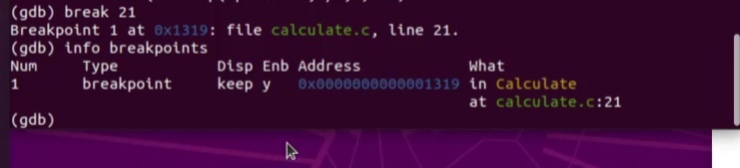 (gdb) break 21
Breakpoint 1 at 0x1319: file calculate.c, line 21.
(gdb) info breakpoints
Num     Type           Disp Enb Address            What
1       breakpoint     keep y   0x0000000000001319 in Calculate
                                                   at calculate.c:21
(gdb)